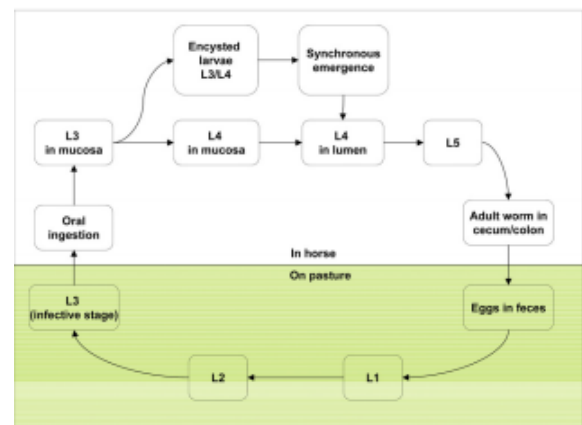 Encysted
larvae
L3/L4
Synchronous
emergence
L3
in mucosa
L4
in mucosa
L4
in lumen
L5
Oral
ingestion
Adult worm in
cecum/colon
In horse
On pasture
L3
(infective stage)
Eggs in feces
L2
L1